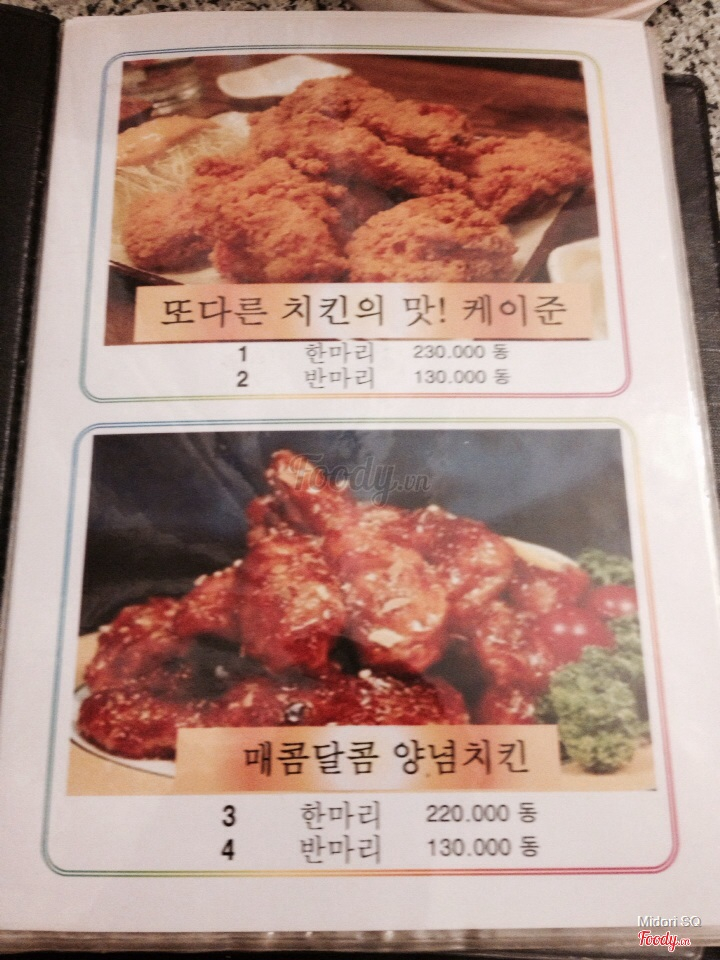 또다른 치킨의 맛! 케이준
1 한마리 230.000 동
2 반마리 130.000 동
Foody.vn
매콤달콤 양념치킨
3 한마리 220.000 동
4 반마리 130.000 동
Midori SQ
Foody.vn